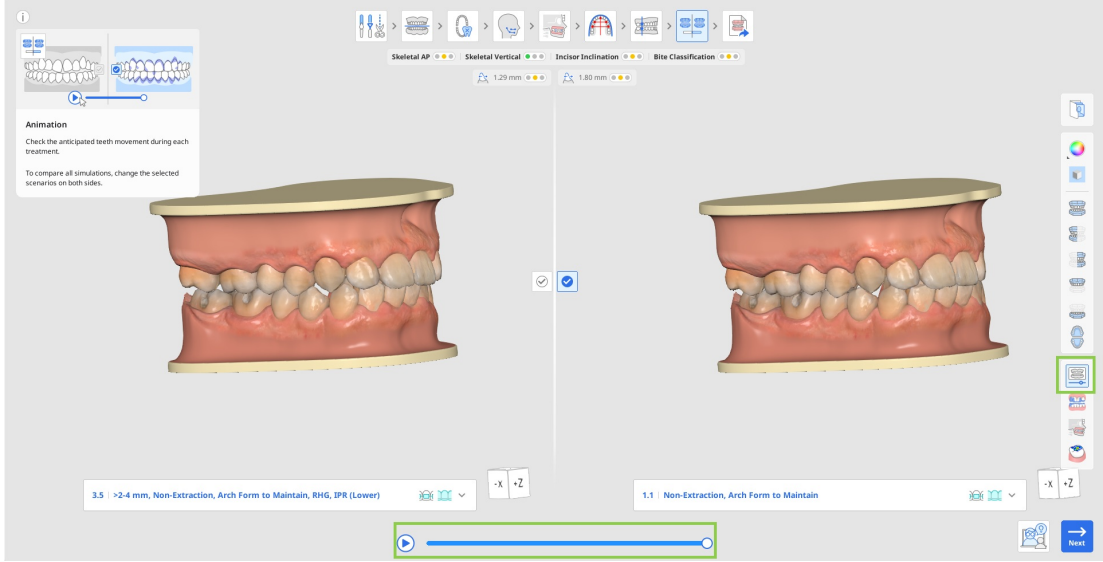 Skeletal AP
Skeletal Vertical
Incisor Inclination
Bite Classification
1.29 mm
1.80 mm
Animation
Check the anticipated teeth movement during each
treatment.
To compare all simulations, change the selected
scenarios on both sides.
-X +Z
-X +Z
3.5 | >2-4 mm, Non-Extraction, Arch Form to Maintain, RHG, IPR (Lower)
1.1 | Non-Extraction, Arch Form to Maintain
Next